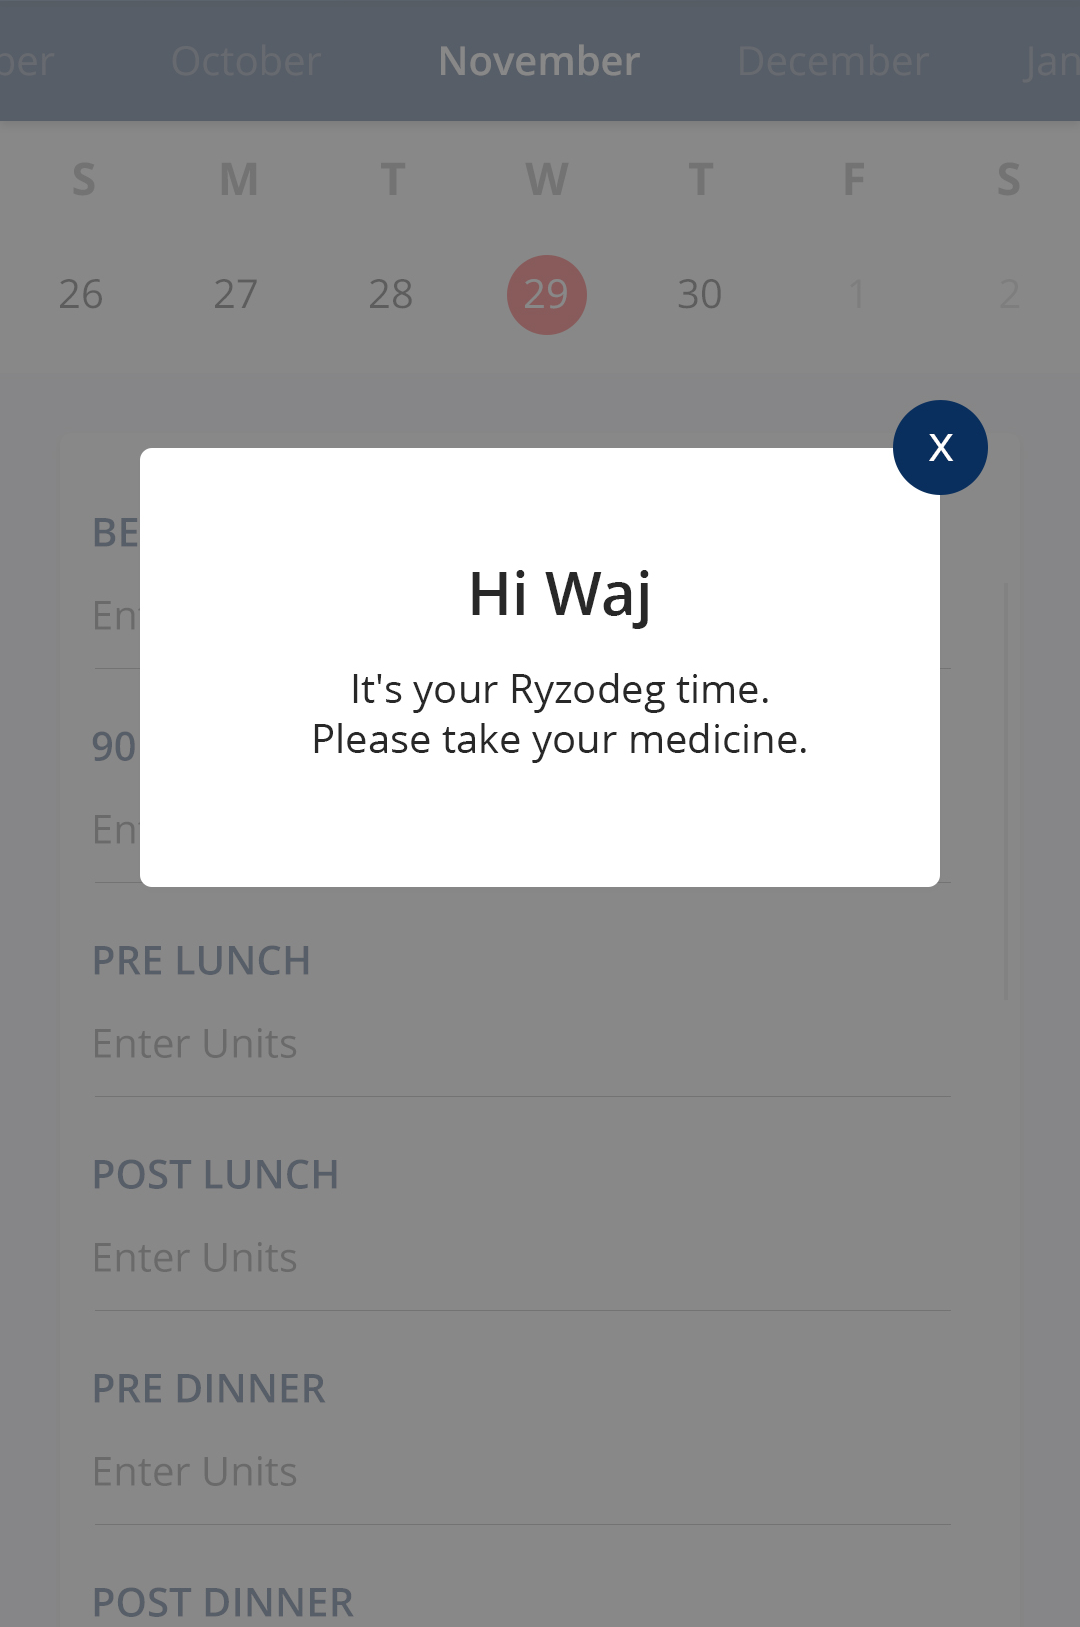 ber October November December Jan
S M T W T F S
26 27 28 29 30 1 2
X
Hi Waj
It's your Ryzodeg time.
Please take your medicine.
BE
En
90
En
PRE LUNCH
Enter Units
POST LUNCH
Enter Units
PRE DINNER
Enter Units
POST DINNER